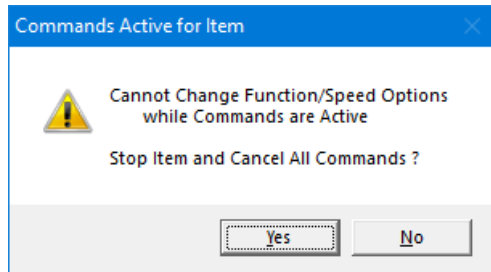 Commands Active for Item
Cannot Change Function/Speed Options
while Commands are Active
Stop Item and Cancel All Commands ?
Yes
No